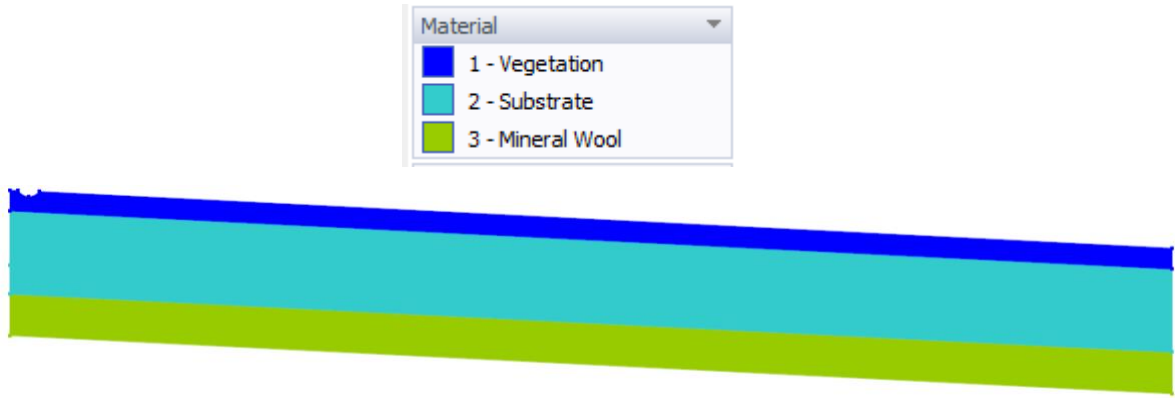 Material
1 - Vegetation
2 - Substrate
3 - Mineral Wool